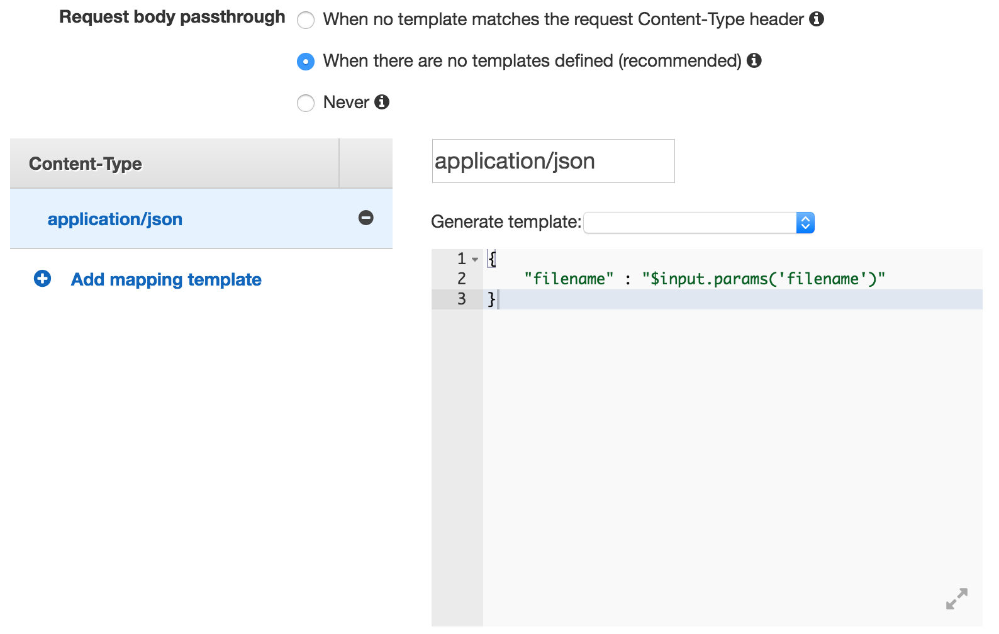 Request body passthrough
When no template matches the request Content-Type header
When there are no templates defined (recommended)
Never
Content-Type
application/json
application/json
Add mapping template
Generate template:
1 {
2     "filename" : "$input.params('filename')"
3 }